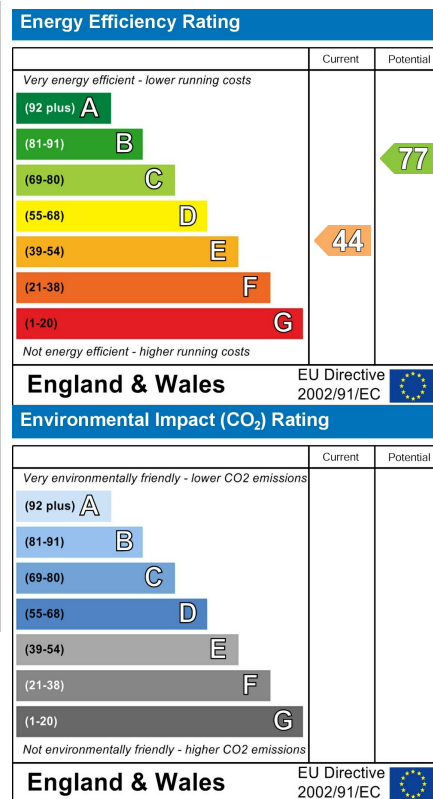 Energy Efficiency Rating
Current Potential
Very energy efficient - lower running costs
(92 plus) A
(81-91) B
(69-80) C
77
(55-68) D
(39-54) E
44
(21-38) F
(1-20) G
Not energy efficient - higher running costs
England & Wales
EU Directive
2002/91/EC
Environmental Impact (CO₂) Rating
Current Potential
Very environmentally friendly - lower CO2 emissions
(92 plus) A
(81-91) B
(69-80) C
(55-68) D
(39-54) E
(21-38) F
(1-20) G
Not environmentally friendly - higher CO2 emissions
England & Wales
EU Directive
2002/91/EC